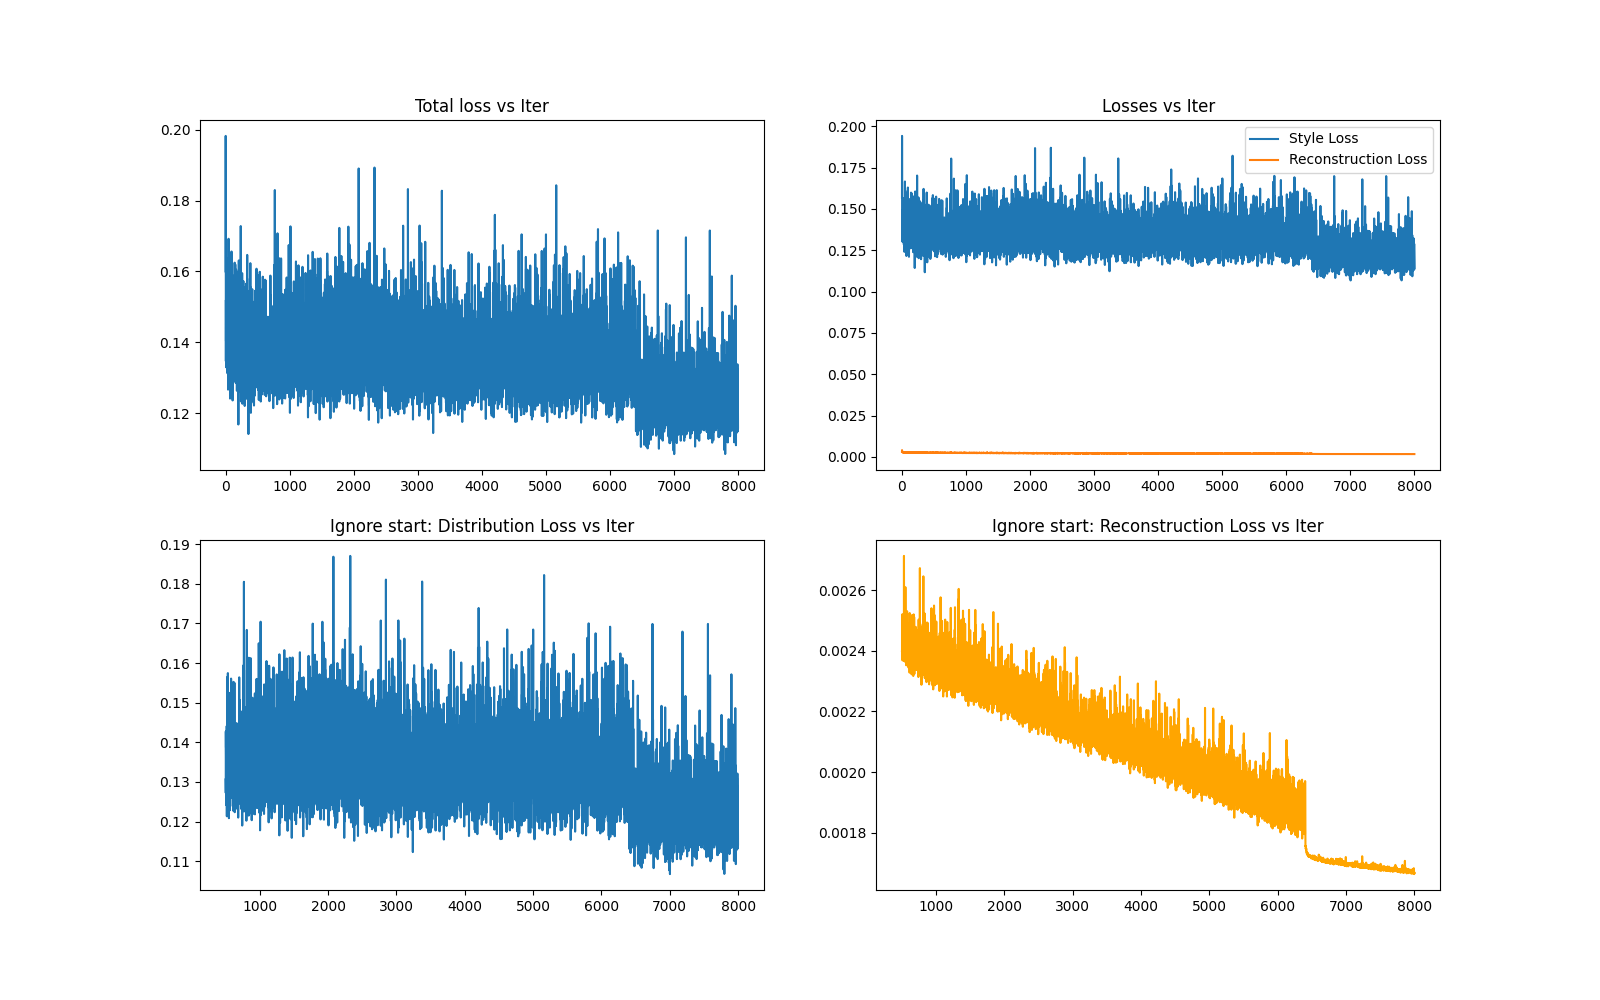 Total loss vs Iter
0.20
0.18
0.16
0.14
0.12
0 1000 2000 3000 4000 5000 6000 7000 8000
Losses vs Iter
0.200
0.175
0.150
0.125
0.100
0.075
0.050
0.025
0.000
Style Loss
Reconstruction Loss
0 1000 2000 3000 4000 5000 6000 7000 8000
Ignore start: Distribution Loss vs Iter
0.19
0.18
0.17
0.16
0.15
0.14
0.13
0.12
0.11
1000 2000 3000 4000 5000 6000 7000 8000
Ignore start: Reconstruction Loss vs Iter
0.0026
0.0024
0.0022
0.0020
0.0018
1000 2000 3000 4000 5000 6000 7000 8000